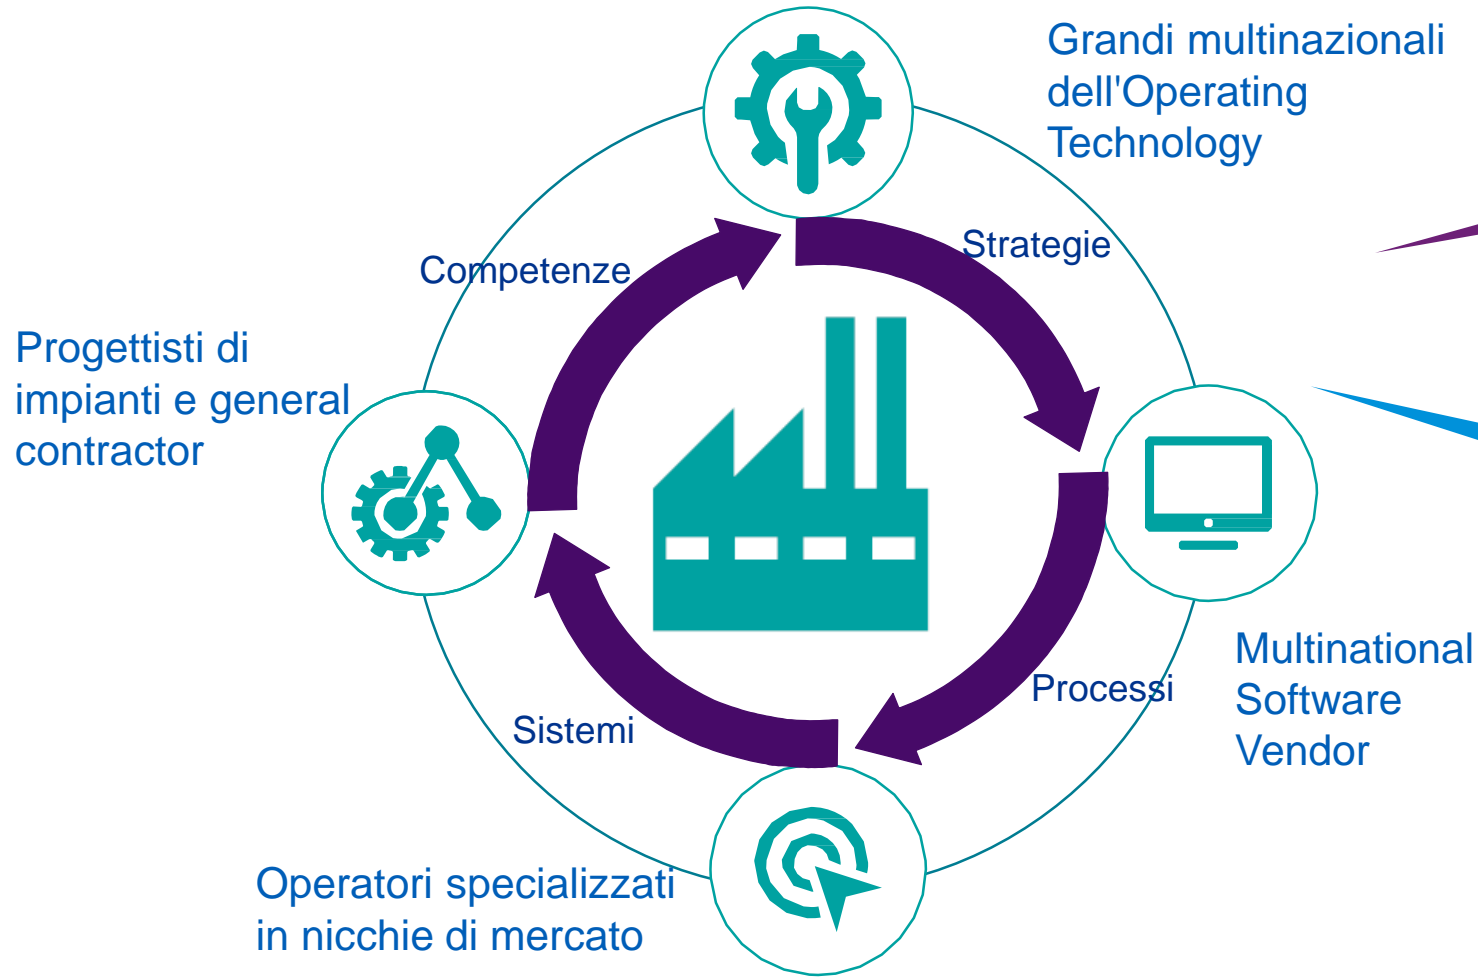 Grandi multinazionali
dell'Operating
Technology
Strategie
Competenze
Progettisti di
impianti e general
contractor
Multinational
Software
Vendor
Processi
Sistemi
Operatori specializzati
in nicchie di mercato